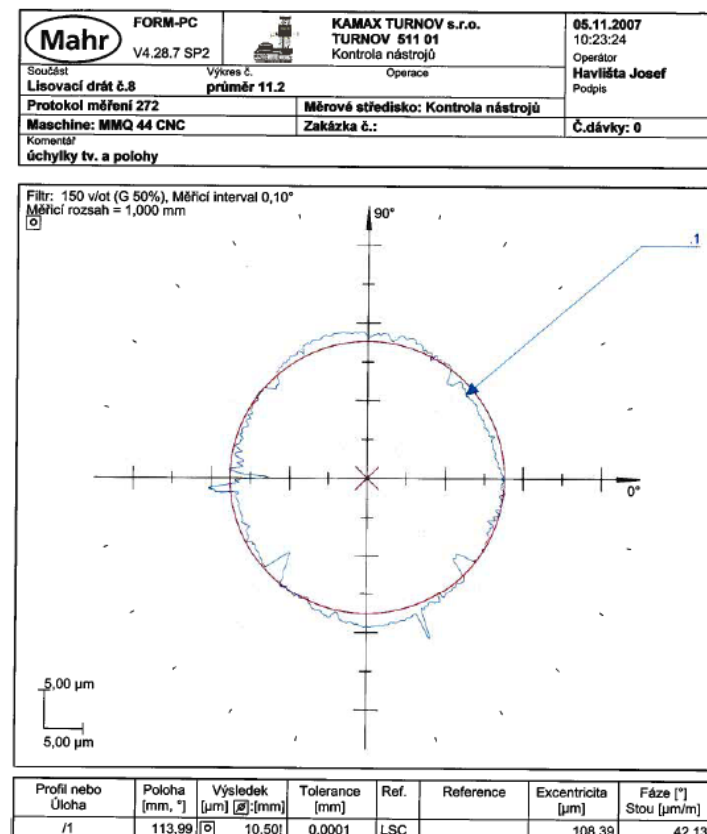 Mahr
FORM-PC
V4.28.7 SP2
KAMAX TURNOV s.r.o.
TURNOV 511 01
Kontrola nástrojů
05.11.2007
10:23:24
Operátor
Havlišta Josef
Podpis
Součást
Lisovací drát č.8
Výkres č.
průměr 11.2
Operace
Protokol měření 272
Měrové středisko: Kontrola nástrojů
Maschine: MMQ 44 CNC
Zakázka č.:
Č.dávky: 0
Komentář
úchylky tv. a polohy
Filtr: 150 v/ot (G 50%), Měřicí interval 0,10°
Měřicí rozsah = 1,000 mm
90°
.1
0°
5,00 µm
5,00 µm
Profil nebo Poloha Výsledek Tolerance Ref. Reference Excentricita Fáze [°]
Úloha [mm, °] [µm] :[mm] [mm] [µm] Stou [µm/m]
/1 113.99 10.50! 0.0001 LSC 108.39 42.13